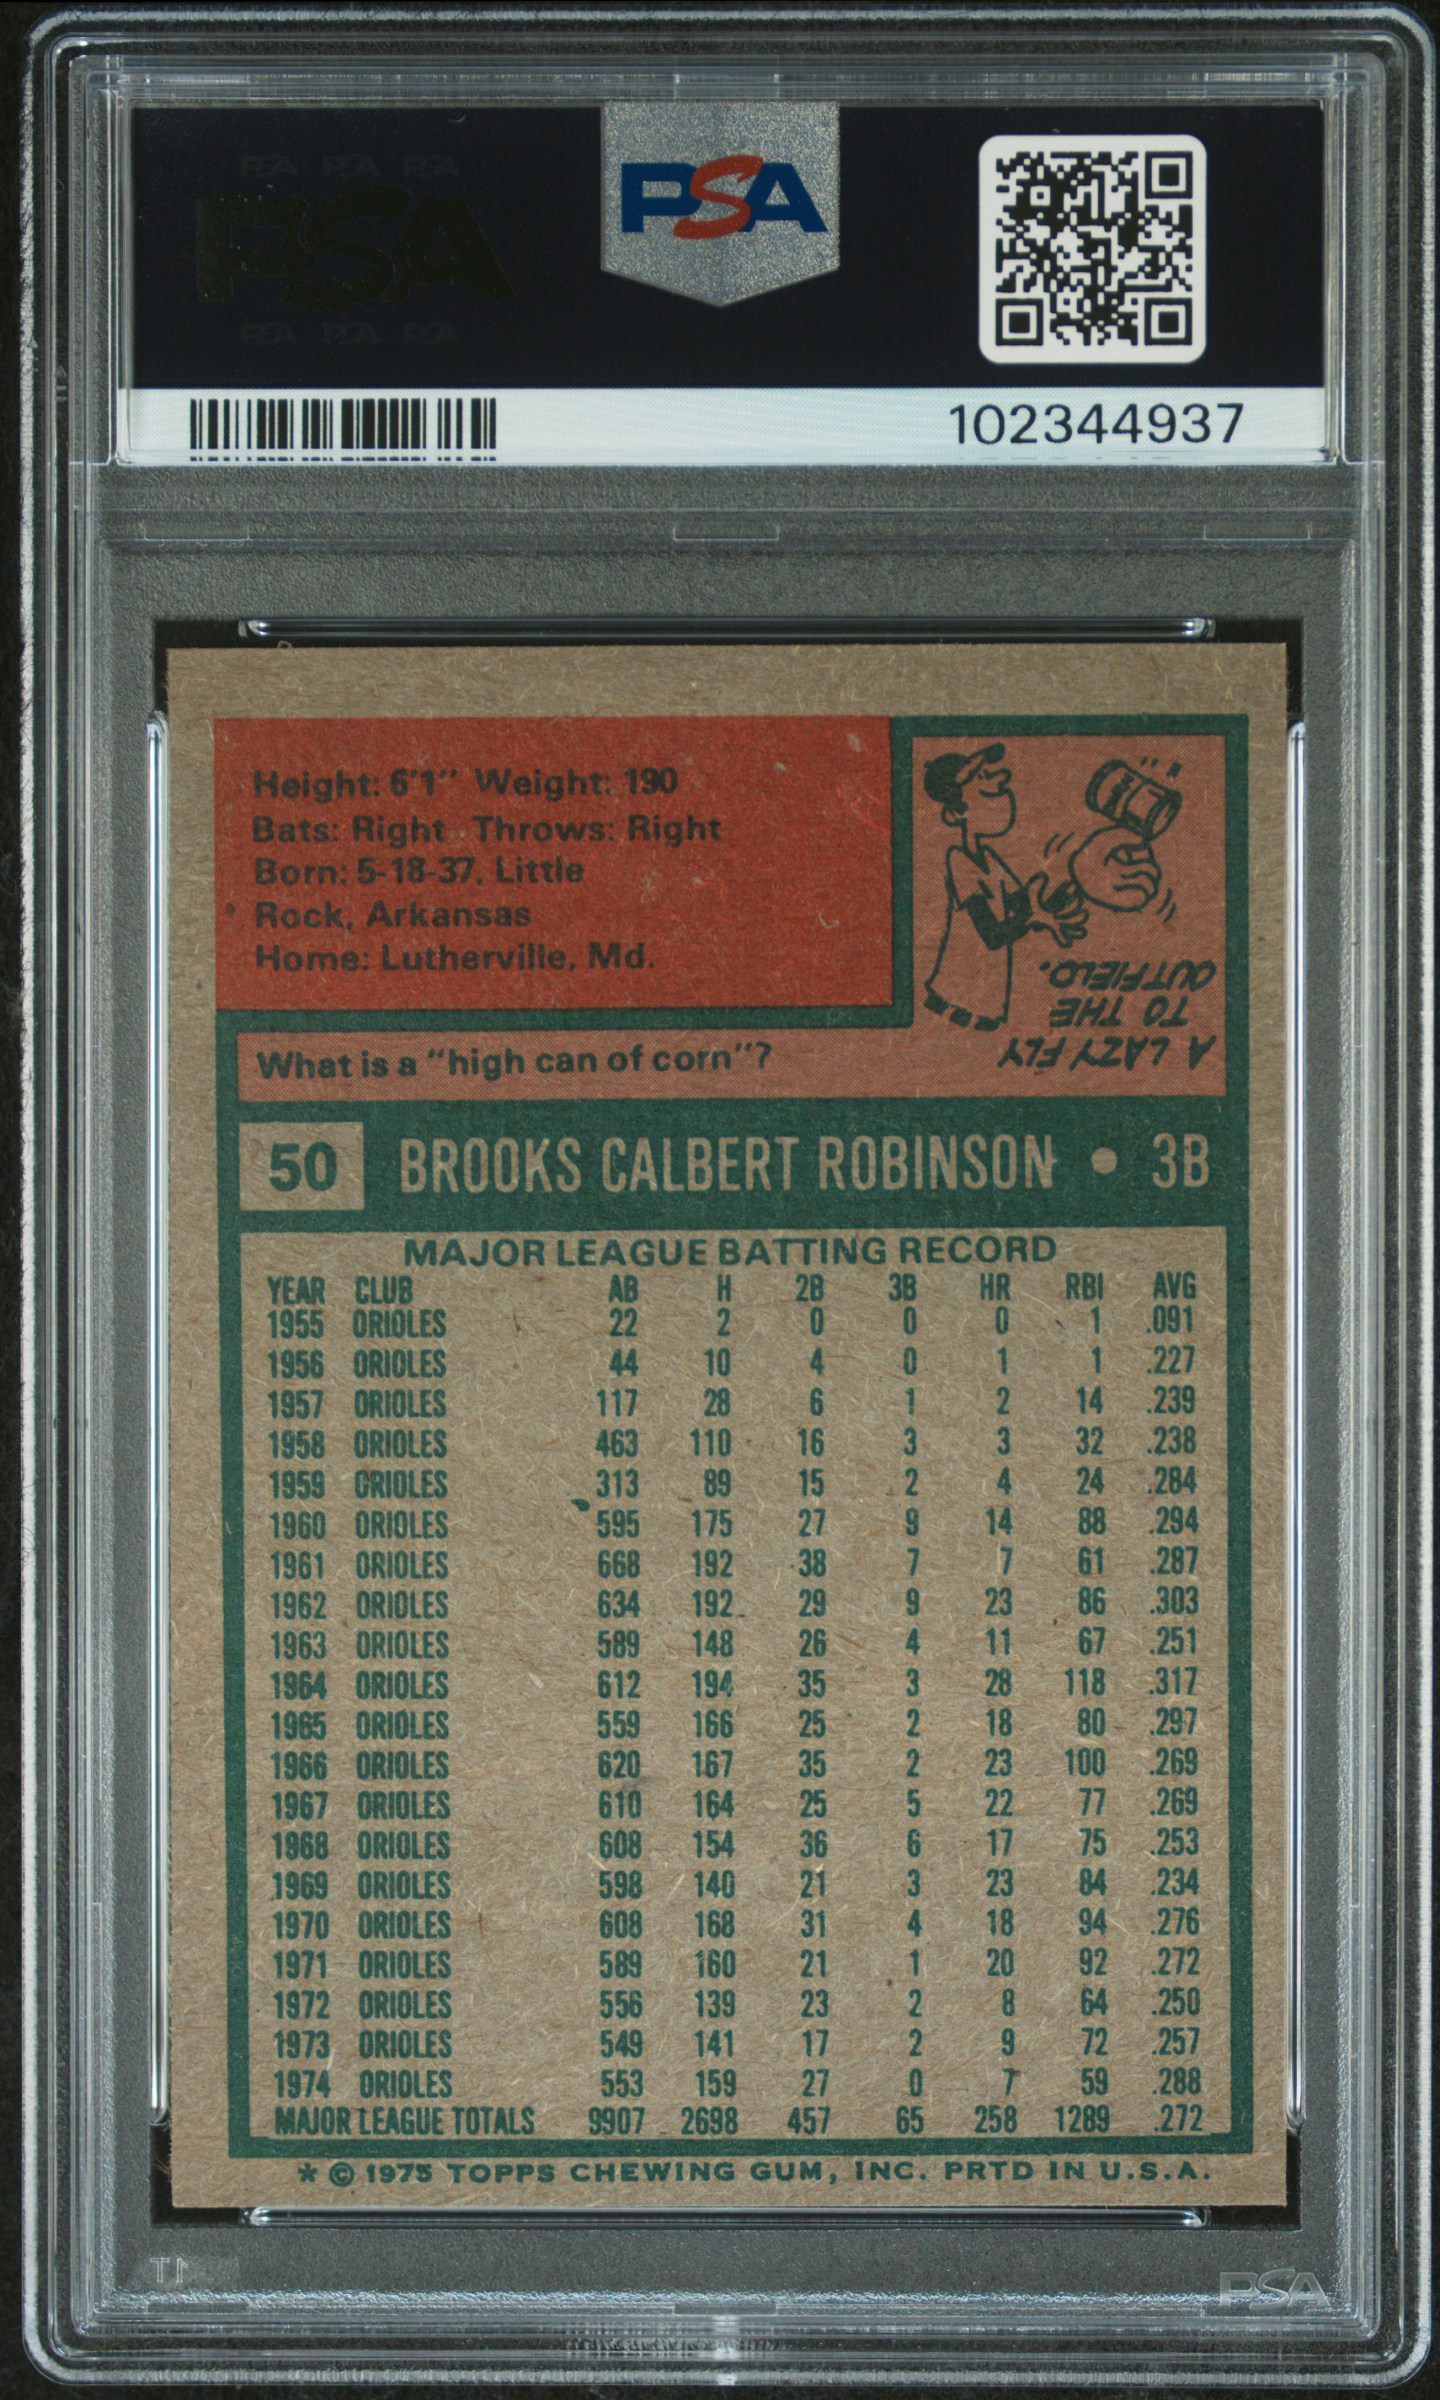 PSA PSA PSA
PSA
PSA PSA PSA
PSA
102344937
Height: 6'1" Weight: 190
Bats: Right Throws: Right
Born: 5-18-37, Little
Rock, Arkansas
Home: Lutherville, Md.
A LAZY FLY
TO THE
OUTFIELD.
What is a "high can of corn"?
50 BROOKS CALBERT ROBINSON • 3B
MAJOR LEAGUE BATTING RECORD
YEAR CLUB AB H 2B 3B HR RBI AVG
1955 ORIOLES 22 2 0 0 0 1 .091
1956 ORIOLES 44 10 4 0 1 1 .227
1957 ORIOLES 117 28 6 1 2 14 .239
1958 ORIOLES 463 110 16 3 3 32 .238
1959 ORIOLES 313 89 15 2 4 24 .284
1960 ORIOLES 595 175 27 9 14 88 .294
1961 ORIOLES 668 192 38 7 7 61 .287
1962 ORIOLES 634 192 29 9 23 86 .303
1963 ORIOLES 589 148 26 4 11 67 .251
1964 ORIOLES 612 194 35 3 28 118 .317
1965 ORIOLES 559 166 25 2 18 80 .297
1966 ORIOLES 620 167 35 2 23 100 .269
1967 ORIOLES 610 164 25 5 22 77 .269
1968 ORIOLES 608 154 36 6 17 75 .253
1969 ORIOLES 598 140 21 3 23 84 .234
1970 ORIOLES 608 168 31 4 18 94 .276
1971 ORIOLES 589 160 21 1 20 92 .272
1972 ORIOLES 556 139 23 2 8 64 .250
1973 ORIOLES 549 141 17 2 9 72 .257
1974 ORIOLES 553 159 27 0 7 59 .288
MAJOR LEAGUE TOTALS 9907 2698 457 65 258 1289 .272
* © 1975 TOPPS CHEWING GUM, INC. PRTD IN U.S.A.
PSA